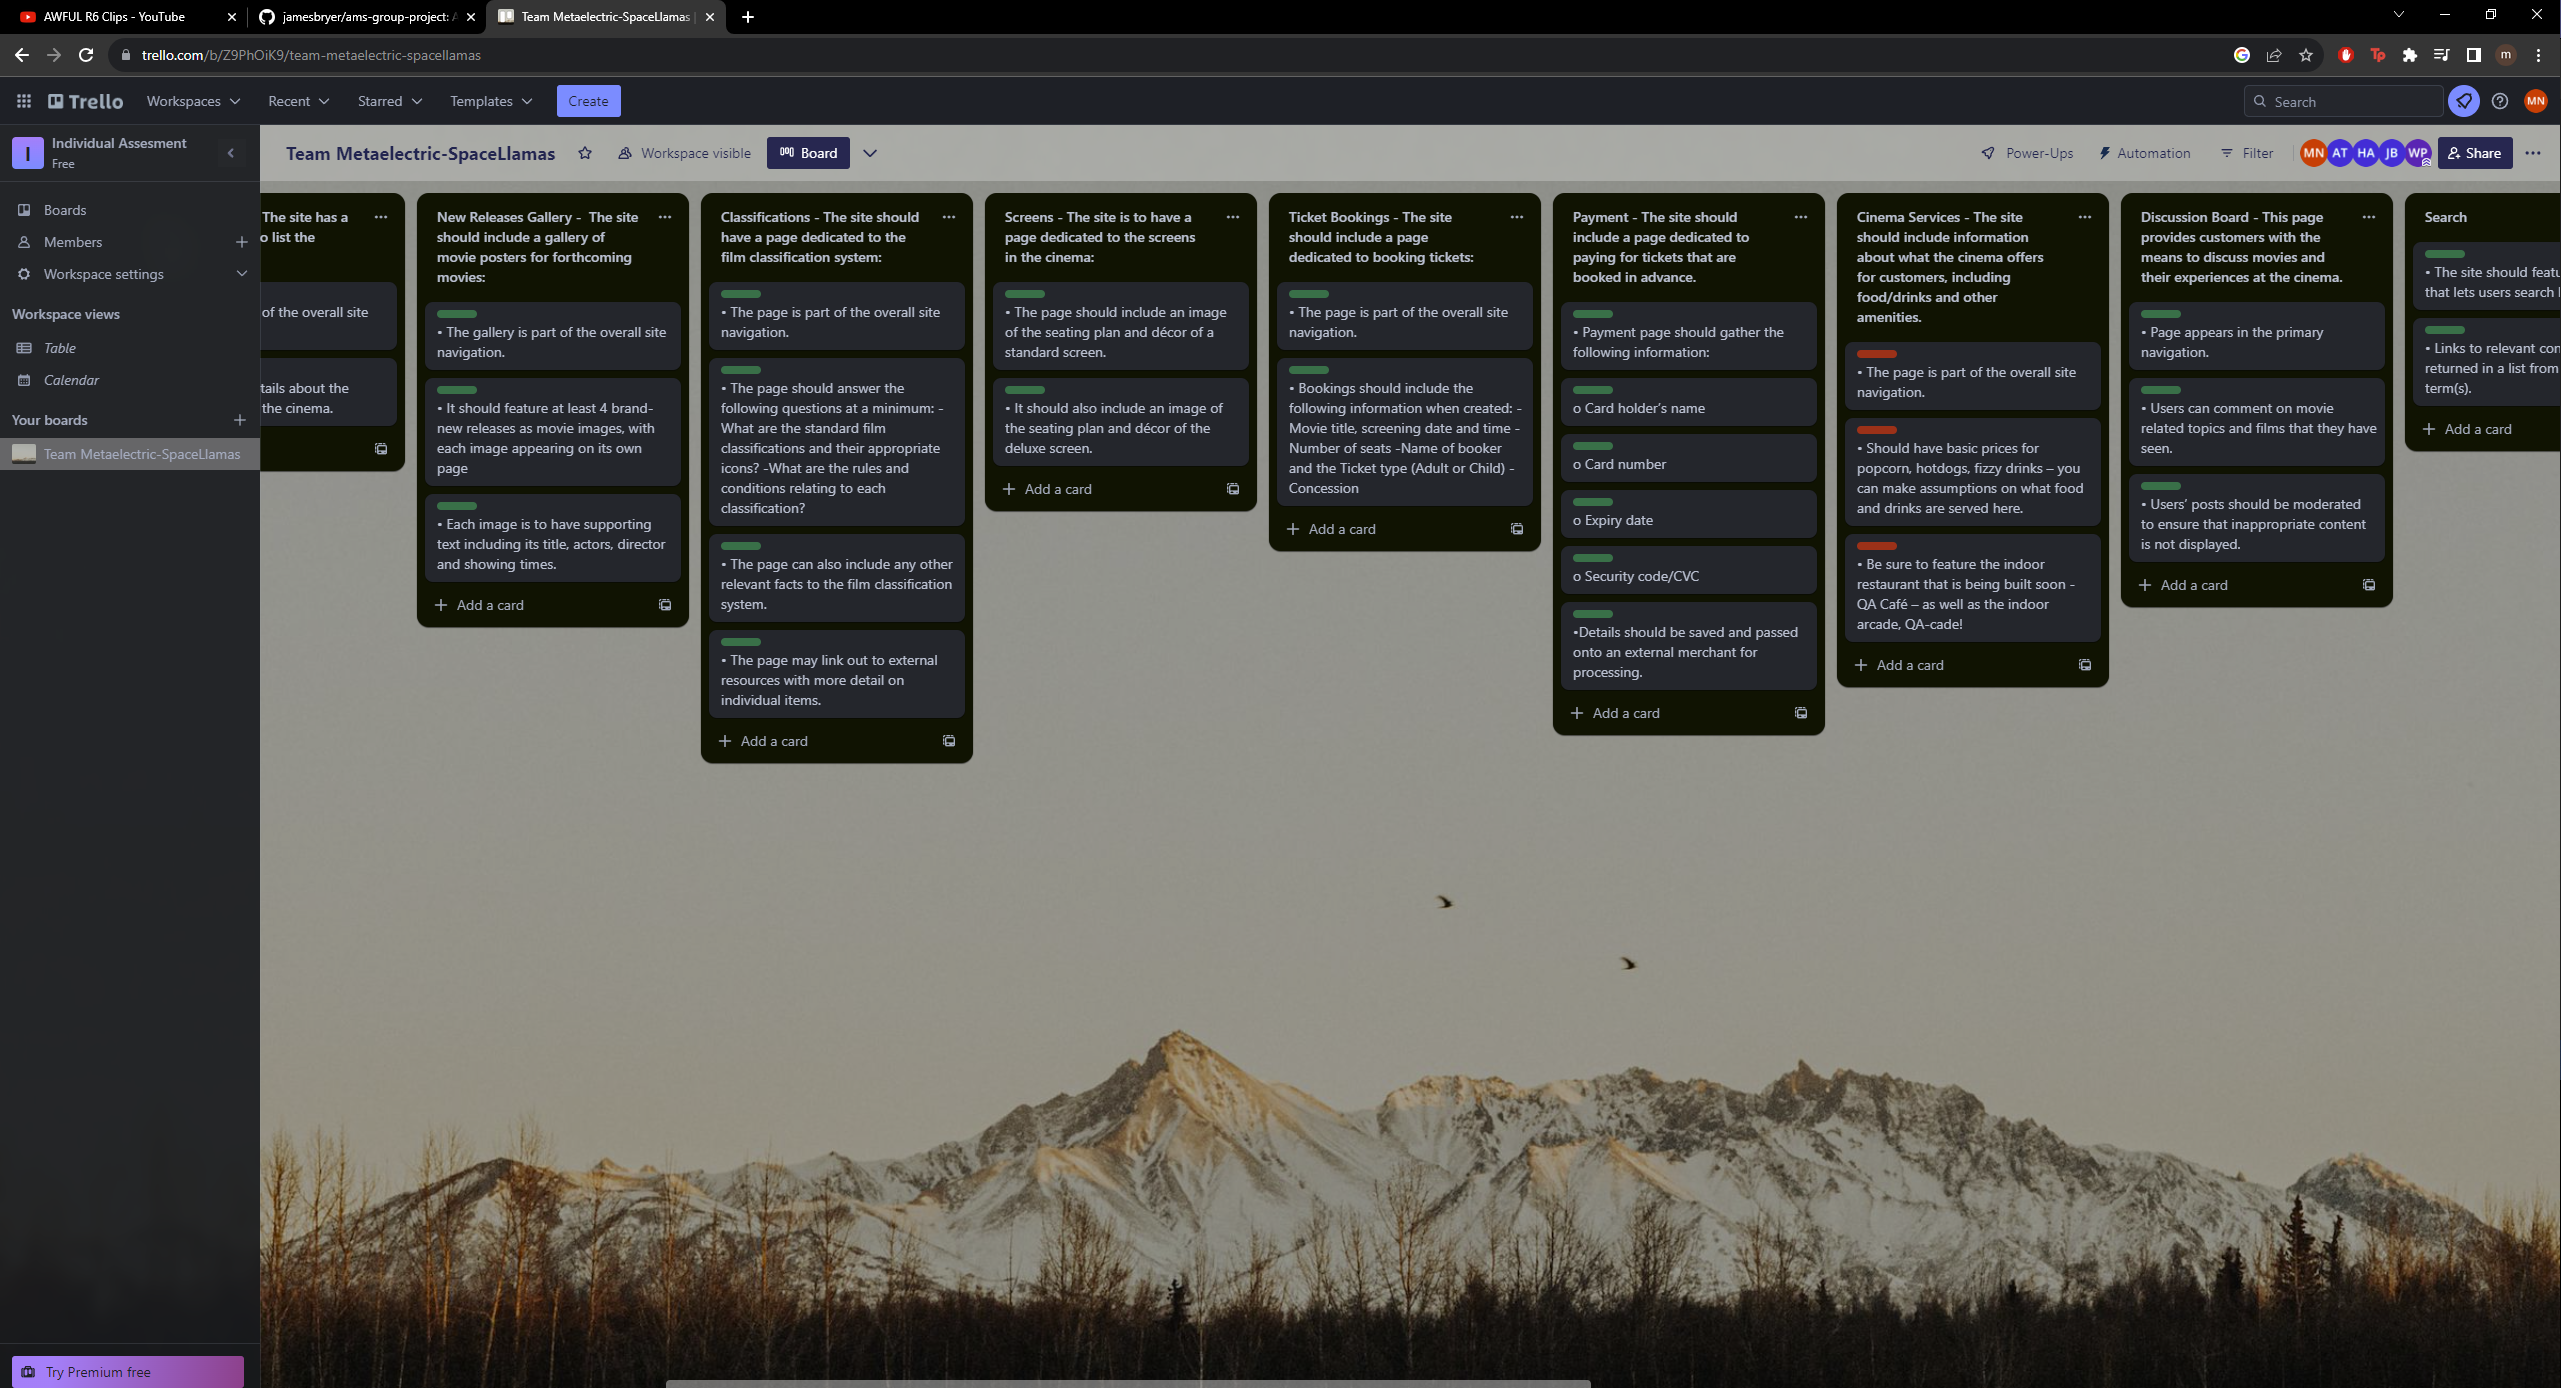 AWFUL R6 Clips - YouTube
jamesbryer/ams-group-project: A
Team Metaelectric-SpaceLlamas |
trello.com/b/Z9PhOiK9/team-metaelectric-spacellamas
Tp
m
Trello
Workspaces
Recent
Starred
Templates
Create
Search
MN
I
Individual Assesment
Free
Team Metaelectric-SpaceLlamas
Workspace visible
Board
Power-Ups
Automation
Filter
MN
AT
HA
JB
WP
Share
Boards
Members
Workspace settings
Workspace views
Table
Calendar
Your boards
Team Metaelectric-SpaceLlamas
Try Premium free
The site has a
o list the
of the overall site
tails about the
the cinema.
New Releases Gallery - The site
should include a gallery of
movie posters for forthcoming
movies:
• The gallery is part of the overall site
navigation.
• It should feature at least 4 brand-
new releases as movie images, with
each image appearing on its own
page
• Each image is to have supporting
text including its title, actors, director
and showing times.
Add a card
Classifications - The site should
have a page dedicated to the
film classification system:
• The page is part of the overall site
navigation.
• The page should answer the
following questions at a minimum: -
What are the standard film
classifications and their appropriate
icons? -What are the rules and
conditions relating to each
classification?
• The page can also include any other
relevant facts to the film classification
system.
• The page may link out to external
resources with more detail on
individual items.
Add a card
Screens - The site is to have a
page dedicated to the screens
in the cinema:
• The page should include an image
of the seating plan and décor of a
standard screen.
• It should also include an image of
the seating plan and décor of the
deluxe screen.
Add a card
Ticket Bookings - The site
should include a page
dedicated to booking tickets:
• The page is part of the overall site
navigation.
• Bookings should include the
following information when created: -
Movie title, screening date and time -
Number of seats -Name of booker
and the Ticket type (Adult or Child) -
Concession
Add a card
Payment - The site should
include a page dedicated to
paying for tickets that are
booked in advance.
• Payment page should gather the
following information:
o Card holder's name
o Card number
o Expiry date
o Security code/CVC
•Details should be saved and passed
onto an external merchant for
processing.
Add a card
Cinema Services - The site
should include information
about what the cinema offers
for customers, including
food/drinks and other
amenities.
• The page is part of the overall site
navigation.
• Should have basic prices for
popcorn, hotdogs, fizzy drinks – you
can make assumptions on what food
and drinks are served here.
• Be sure to feature the indoor
restaurant that is being built soon -
QA Café – as well as the indoor
arcade, QA-cade!
Add a card
Discussion Board - This page
provides customers with the
means to discuss movies and
their experiences at the cinema.
• Page appears in the primary
navigation.
• Users can comment on movie
related topics and films that they have
seen.
• Users' posts should be moderated
to ensure that inappropriate content
is not displayed.
Add a card
Search
• The site should featu
that lets users search
• Links to relevant con
returned in a list from
term(s).
Add a card